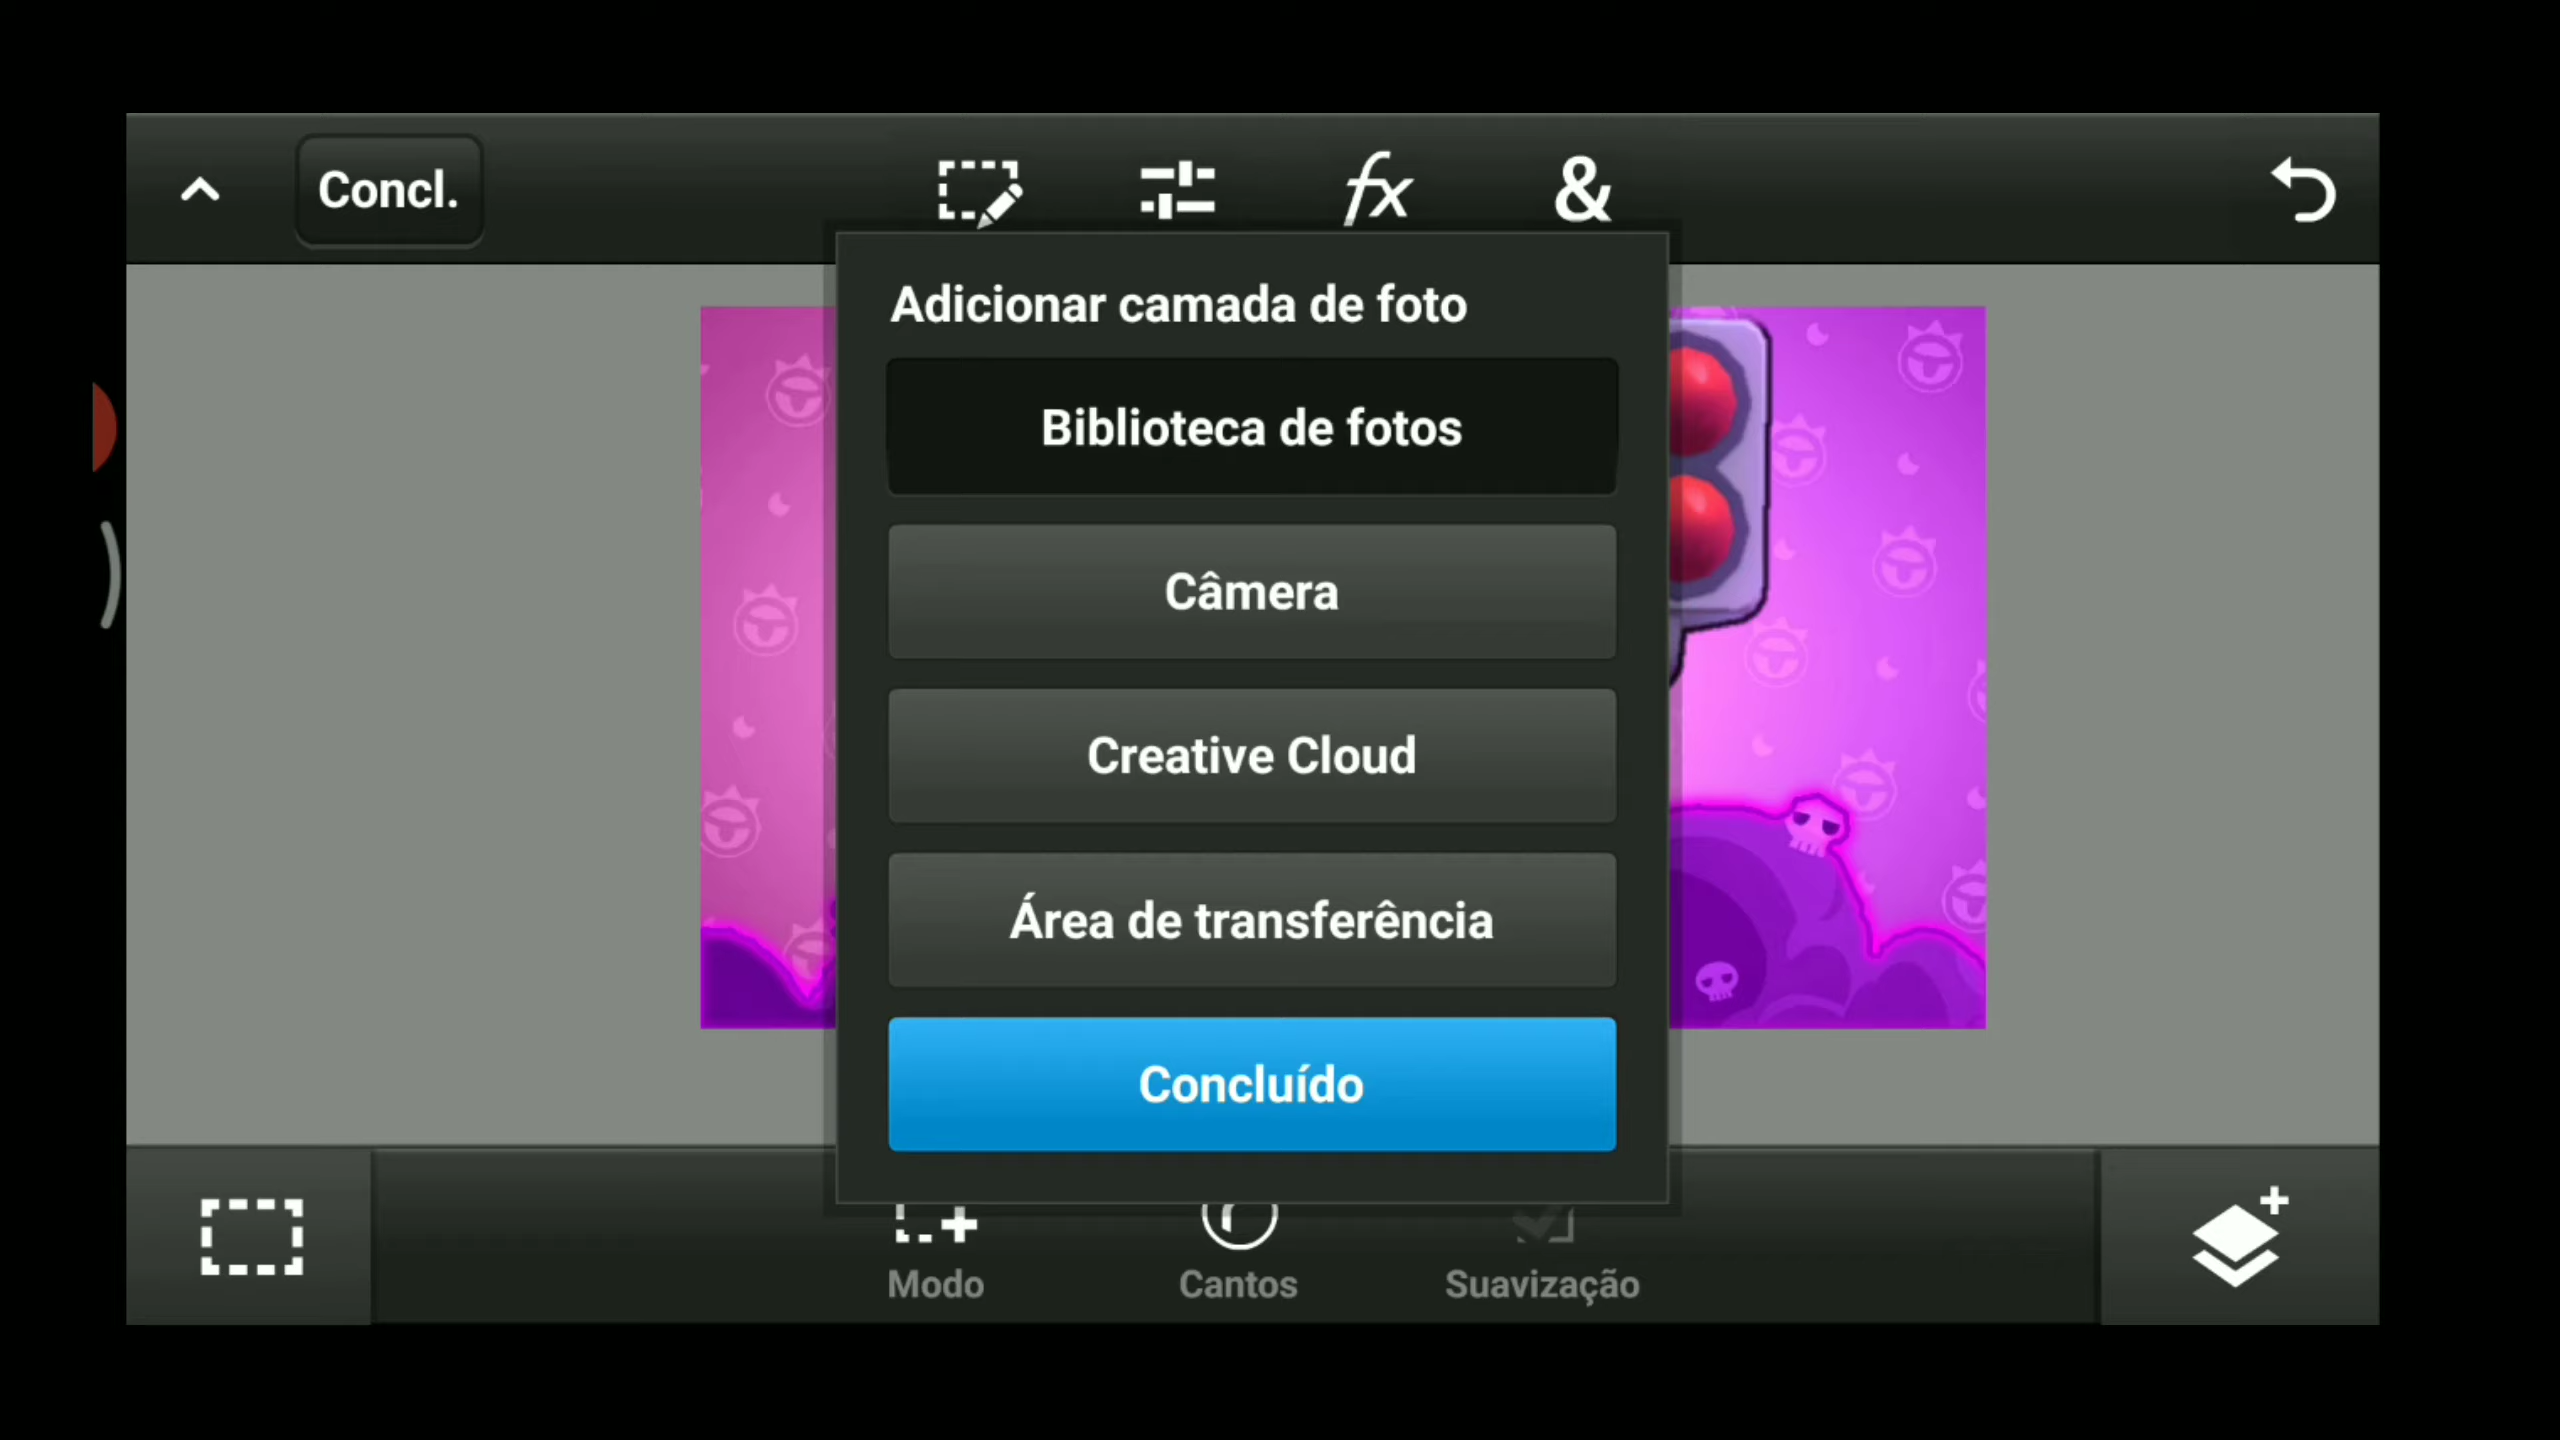 Concl.
fx
&
Adicionar camada de foto
Biblioteca de fotos
Câmera
Creative Cloud
Área de transferência
Concluído
Modo
Cantos
Suavização